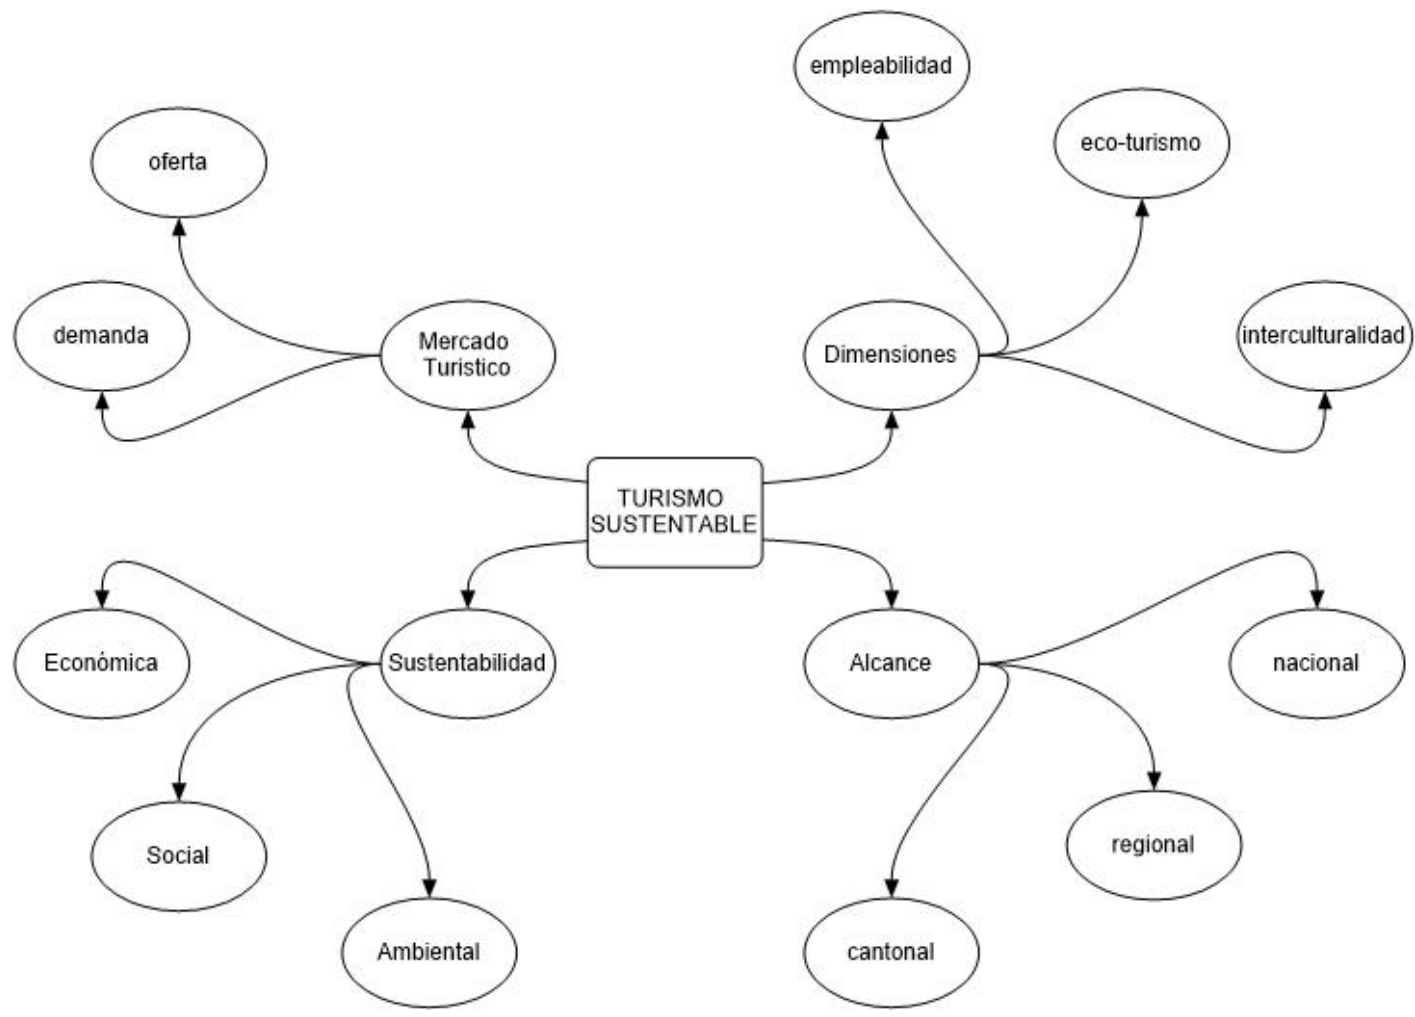 empleabilidad
eco-turismo
oferta
demanda
interculturalidad
Mercado
Turistico
Dimensiones
TURISMO
SUSTENTABLE
Económica
Sustentabilidad
Alcance
nacional
Social
regional
Ambiental
cantonal